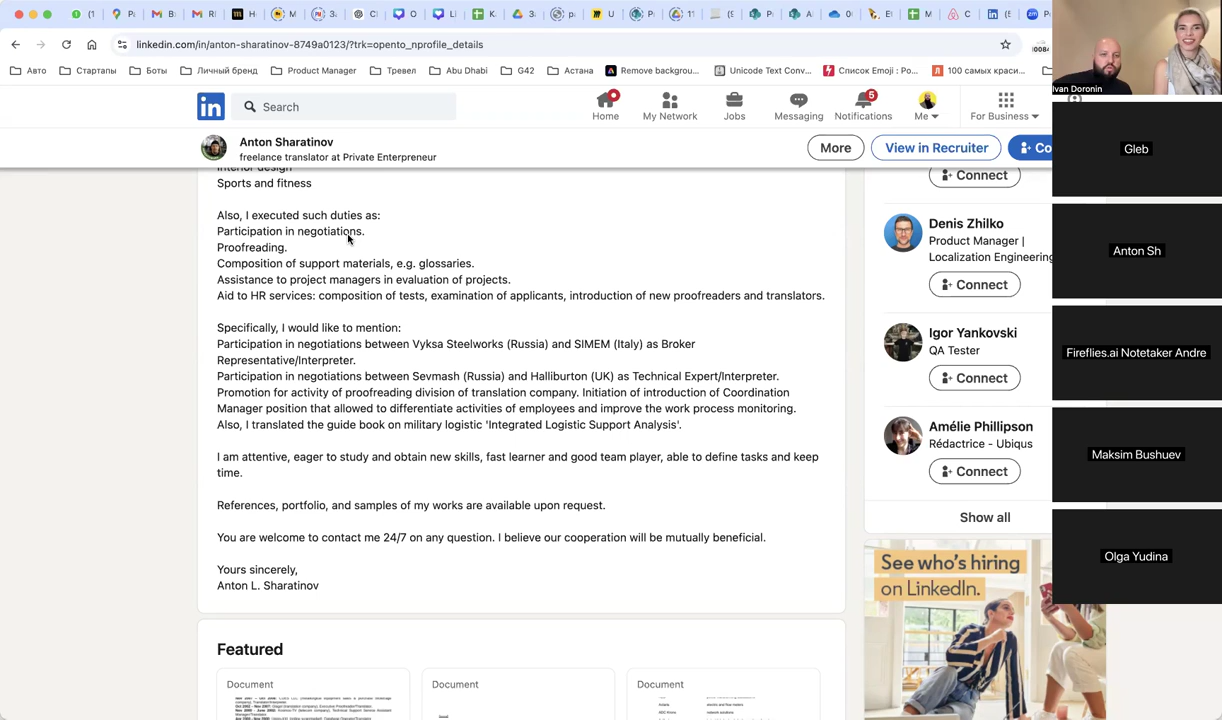 linkedin.com/in/anton-sharatinov-8749a0123/?trk=opento_nprofile_details
Авто
Стартапы
Боты
Личный бренд
Product Manager
Тревел
Abu Dhabi
G42
Астана
Remove backgrou...
Unicode Text Conv...
Список Emoji : Po...
100 самых краси...
Ivan Doronin
Search
Home
My Network
Jobs
Messaging
5
Notifications
Me
For Business
Anton Sharatinov
freelance translator at Private Enterpreneur
More
View in Recruiter
Co
Interior design
Sports and fitness
Also, I executed such duties as:
Participation in negotiations.
Proofreading.
Composition of support materials, e.g. glossaries.
Assistance to project managers in evaluation of projects.
Aid to HR services: composition of tests, examination of applicants, introduction of new proofreaders and translators.
Specifically, I would like to mention:
Participation in negotiations between Vyksa Steelworks (Russia) and SIMEM (Italy) as Broker
Representative/Interpreter.
Participation in negotiations between Sevmash (Russia) and Halliburton (UK) as Technical Expert/Interpreter.
Promotion for activity of proofreading division of translation company. Initiation of introduction of Coordination
Manager position that allowed to differentiate activities of employees and improve the work process monitoring.
Also, I translated the guide book on military logistic 'Integrated Logistic Support Analysis'.
I am attentive, eager to study and obtain new skills, fast learner and good team player, able to define tasks and keep
time.
References, portfolio, and samples of my works are available upon request.
You are welcome to contact me 24/7 on any question. I believe our cooperation will be mutually beneficial.
Yours sincerely,
Anton L. Sharatinov
Featured
Document
Document
Document
Connect
Denis Zhilko
Product Manager |
Localization Engineering
Connect
Igor Yankovski
QA Tester
Connect
Amélie Phillipson
Rédactrice - Ubiqus
Connect
Show all
See who's hiring
on LinkedIn.
Gleb
Anton Sh
Fireflies.ai Notetaker Andre
Maksim Bushuev
Olga Yudina